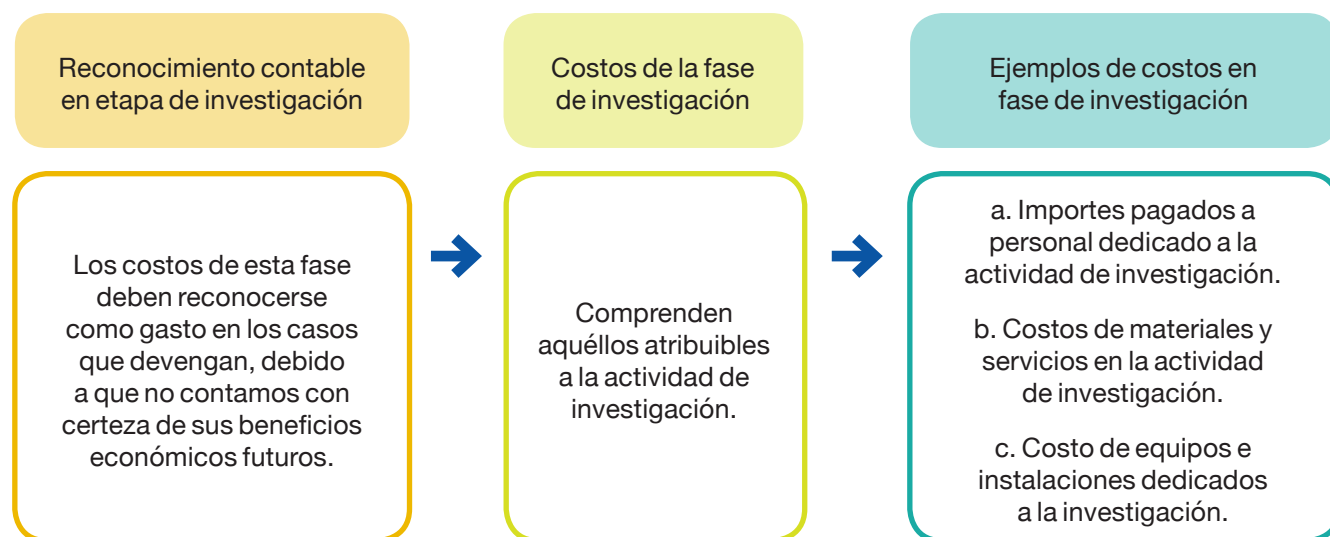 Reconocimiento contable
en etapa de investigación
Costos de la fase
de investigación
Ejemplos de costos en
fase de investigación
Los costos de esta fase
deben reconocerse
como gasto en los casos
que devengan, debido
a que no contamos con
certeza de sus beneficios
económicos futuros.
Comprenden
aquéllos atribuibles
a la actividad de
investigación.
a. Importes pagados a
personal dedicado a la
actividad de investigación.
b. Costos de materiales y
servicios en la actividad
de investigación.
c. Costo de equipos e
instalaciones dedicados
a la investigación.